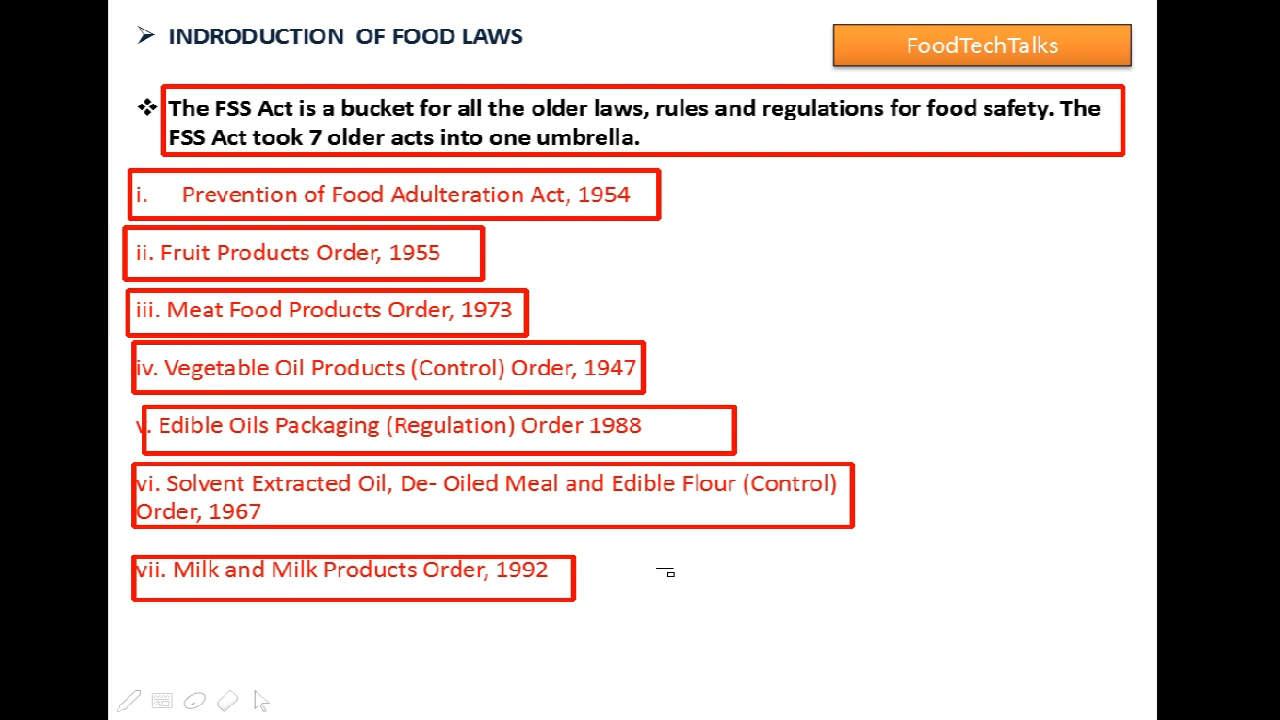 INDRODUCTION OF FOOD LAWS
FoodTechTalks
The FSS Act is a bucket for all the older laws, rules and regulations for food safety. The
FSS Act took 7 older acts into one umbrella.
i. Prevention of Food Adulteration Act, 1954
ii. Fruit Products Order, 1955
iii. Meat Food Products Order, 1973
iv. Vegetable Oil Products (Control) Order, 1947
v. Edible Oils Packaging (Regulation) Order 1988
vi. Solvent Extracted Oil, De- Oiled Meal and Edible Flour (Control)
Order, 1967
vii. Milk and Milk Products Order, 1992